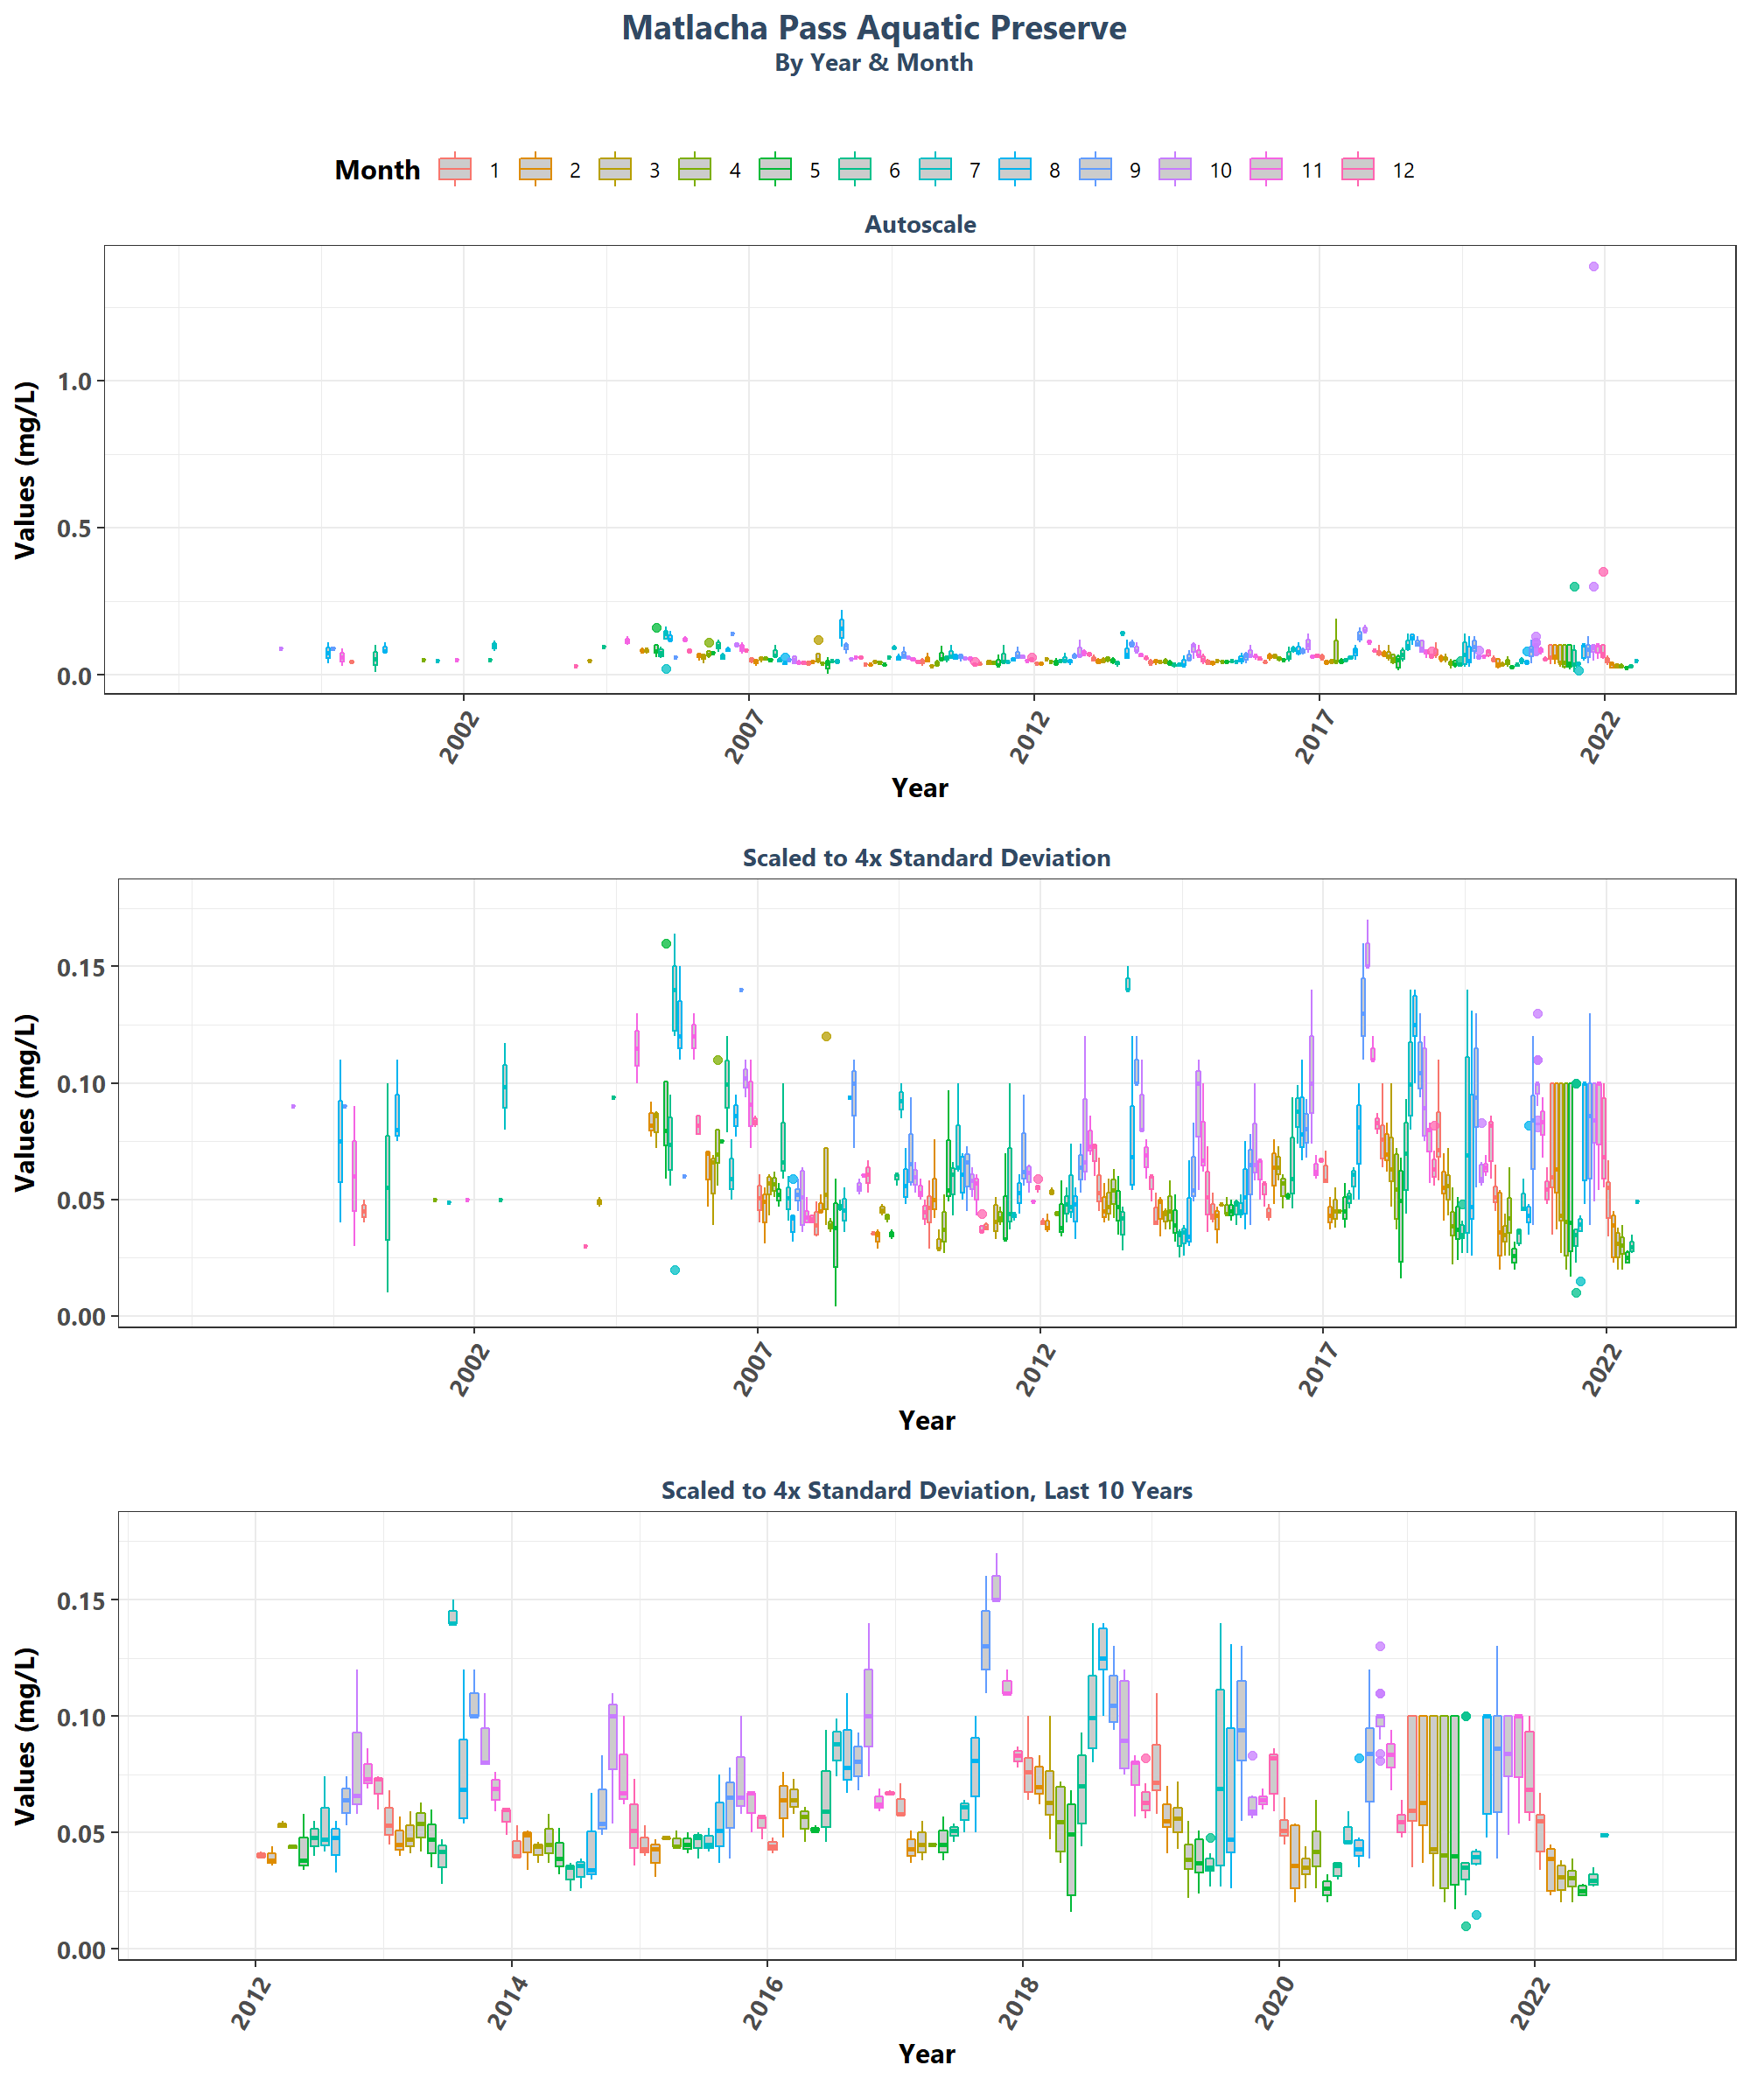 Matlacha Pass Aquatic Preserve
By Year & Month
Month 1 2 3 4 5 6 7 8 9 10 11 12
Autoscale
Values (mg/L)
1.0
0.5
0.0
2002 2007 2012 2017 2022
Year
Scaled to 4x Standard Deviation
Values (mg/L)
0.15
0.10
0.05
0.00
2002 2007 2012 2017 2022
Year
Scaled to 4x Standard Deviation, Last 10 Years
Values (mg/L)
0.15
0.10
0.05
0.00
2012 2014 2016 2018 2020 2022
Year